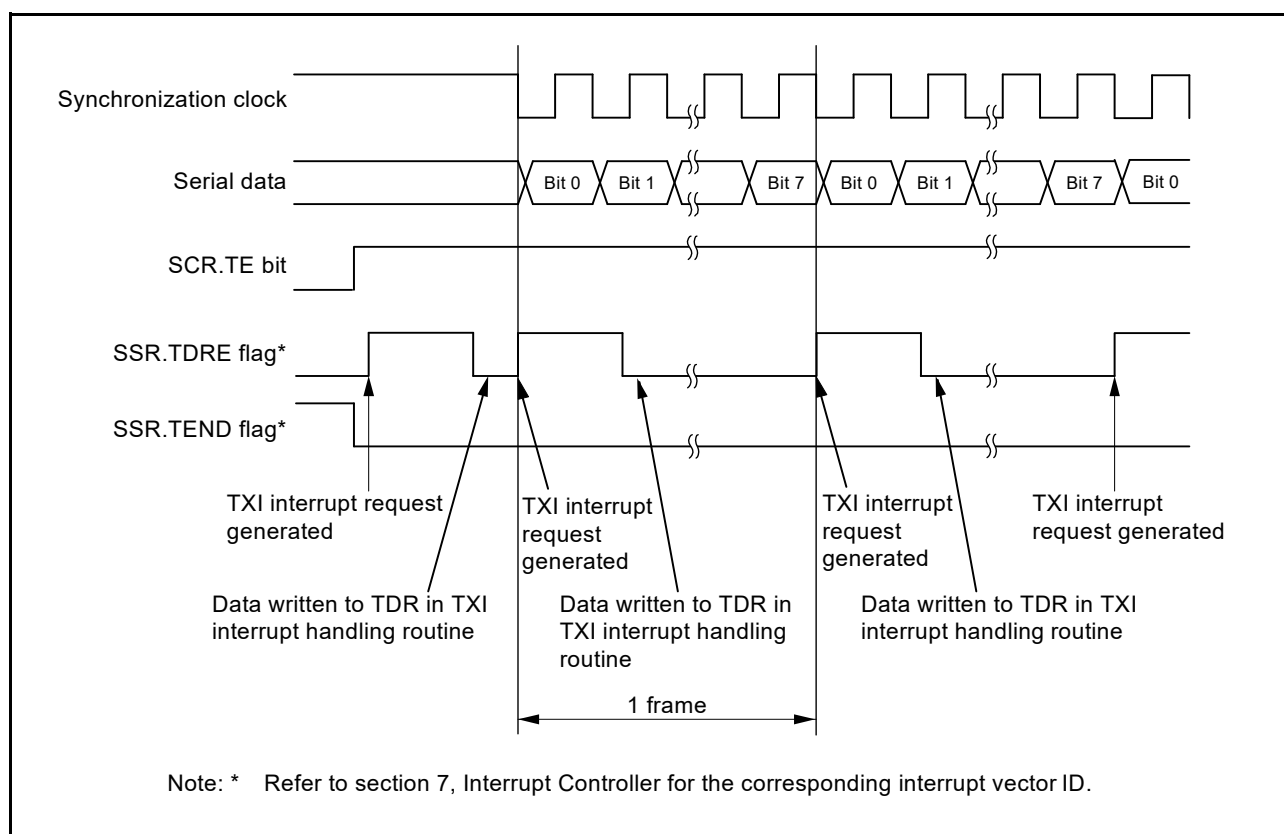 Synchronization clock
Serial data
Bit 0 Bit 1 Bit 7 Bit 0 Bit 1 Bit 7 Bit 0
SCR.TE bit
SSR.TDRE flag*
SSR.TEND flag*
TXI interrupt request
generated
TXI interrupt
request
generated
TXI interrupt
request
generated
TXI interrupt
request generated
Data written to TDR in TXI
interrupt handling routine
Data written to TDR in
TXI interrupt handling
routine
Data written to TDR in TXI
interrupt handling routine
1 frame
Note: * Refer to section 7, Interrupt Controller for the corresponding interrupt vector ID.